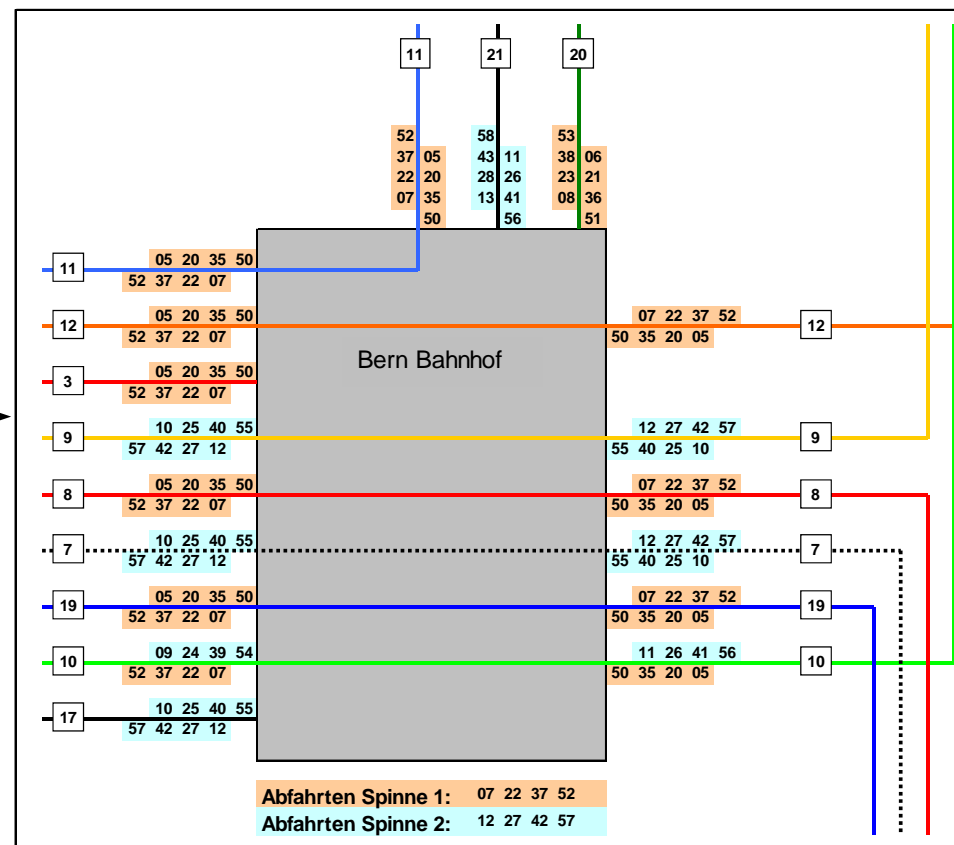 11 21 20
52 58 53
37 05 43 11 38 06
22 20 28 26 23 21
07 35 13 41 08 36
50 56 51
05 20 35 50
11
52 37 22 07
05 20 35 50 07 22 37 52
12 12
52 37 22 07 50 35 20 05
Bern Bahnhof
05 20 35 50
3
52 37 22 07
10 25 40 55 12 27 42 57
9 9
57 42 27 12 55 40 25 10
05 20 35 50 07 22 37 52
8 8
52 37 22 07 50 35 20 05
10 25 40 55 12 27 42 57
7 7
57 42 27 12 55 40 25 10
05 20 35 50 07 22 37 52
19 19
52 37 22 07 50 35 20 05
09 24 39 54 11 26 41 56
10 10
52 37 22 07 50 35 20 05
10 25 40 55
17
57 42 27 12
Abfahrten Spinne 1: 07 22 37 52
Abfahrten Spinne 2: 12 27 42 57